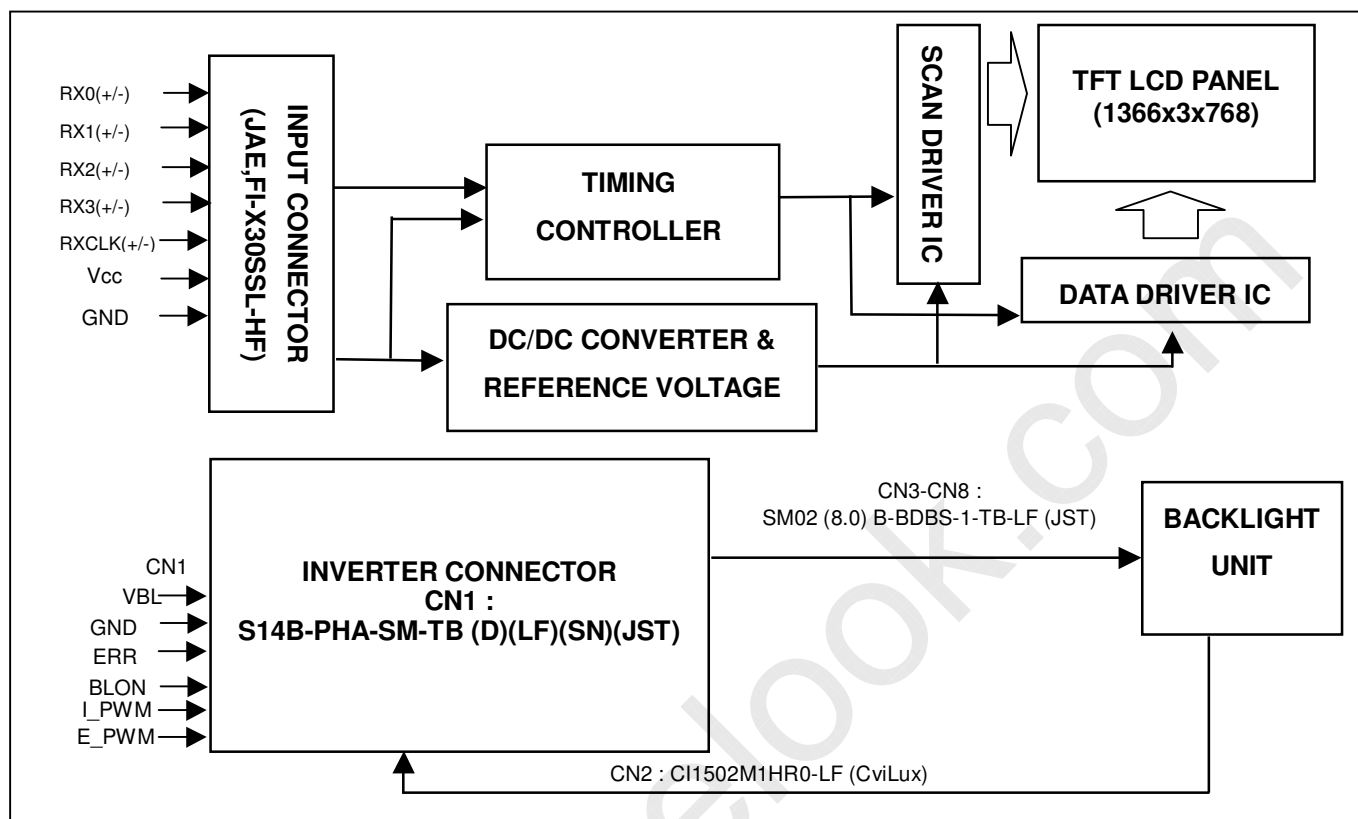 RX0(+/-)
RX1(+/-)
RX2(+/-)
RX3(+/-)
RXCLK(+/-)
Vcc
GND
INPUT CONNECTOR
(JAE,FI-X30SSL-HF)
TIMING
CONTROLLER
DC/DC CONVERTER &
REFERENCE VOLTAGE
SCAN DRIVER IC
TFT LCD PANEL
(1366x3x768)
DATA DRIVER IC
CN1
VBL
GND
ERR
BLON
I_PWM
E_PWM
INVERTER CONNECTOR
CN1 :
S14B-PHA-SM-TB (D)(LF)(SN)(JST)
CN3-CN8 :
SM02 (8.0) B-BDBS-1-TB-LF (JST)
BACKLIGHT
UNIT
CN2 : CI1502M1HR0-LF (CviLux)
elook.com